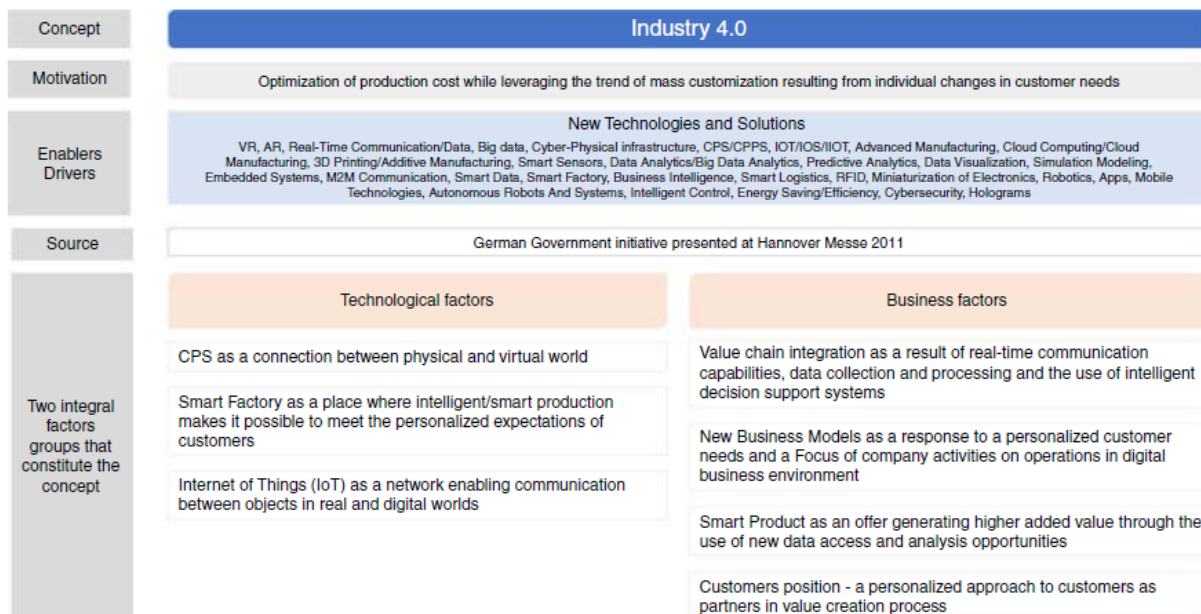 Concept
Industry 4.0
Motivation
Optimization of production cost while leveraging the trend of mass customization resulting from individual changes in customer needs
Enablers
Drivers
New Technologies and Solutions
VR, AR, Real-Time Communication/Data, Big data, Cyber-Physical infrastructure, CPS/CPPS, IOT/IOS/IIOT, Advanced Manufacturing, Cloud Computing/Cloud
Manufacturing, 3D Printing/Additive Manufacturing, Smart Sensors, Data Analytics/Big Data Analytics, Predictive Analytics, Data Visualization, Simulation Modeling,
Embedded Systems, M2M Communication, Smart Data, Smart Factory, Business Intelligence, Smart Logistics, RFID, Miniaturization of Electronics, Robotics, Apps, Mobile
Technologies, Autonomous Robots And Systems, Intelligent Control, Energy Saving/Efficiency, Cybersecurity, Holograms
Source
German Government initiative presented at Hannover Messe 2011
Two integral
factors
groups that
constitute the
concept
Technological factors
CPS as a connection between physical and virtual world
Smart Factory as a place where intelligent/smart production
makes it possible to meet the personalized expectations of
customers
Internet of Things (IoT) as a network enabling communication
between objects in real and digital worlds
Business factors
Value chain integration as a result of real-time communication
capabilities, data collection and processing and the use of intelligent
decision support systems
New Business Models as a response to a personalized customer
needs and a Focus of company activities on operations in digital
business environment
Smart Product as an offer generating higher added value through the
use of new data access and analysis opportunities
Customers position - a personalized approach to customers as
partners in value creation process